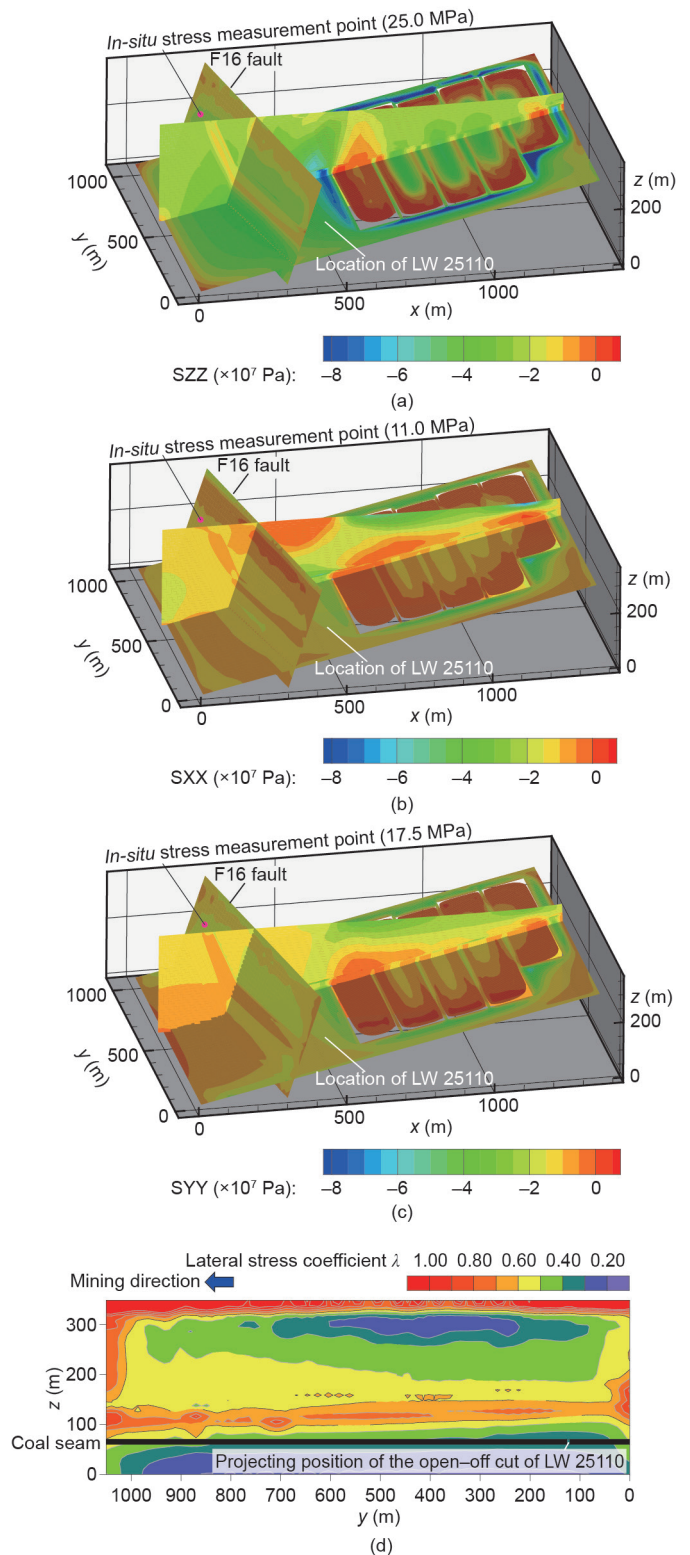 In-situ stress measurement point (25.0 MPa)
F16 fault
1000
500
0
y (m)
z (m)
200
0
Location of LW 25110
0
500
1000
x (m)
SZZ (×10⁷ Pa):
–8 –6 –4 –2 0
(a)
In-situ stress measurement point (11.0 MPa)
F16 fault
1000
500
0
y (m)
z (m)
200
0
Location of LW 25110
0
500
1000
x (m)
SXX (×10⁷ Pa):
–8 –6 –4 –2 0
(b)
In-situ stress measurement point (17.5 MPa)
F16 fault
1000
500
0
y (m)
z (m)
200
0
Location of LW 25110
0
500
1000
x (m)
SYY (×10⁷ Pa):
–8 –6 –4 –2 0
(c)
Lateral stress coefficient λ
1.00 0.80 0.60 0.40 0.20
Mining direction
300
200
100
0
z (m)
Coal seam
Projecting position of the open–off cut of LW 25110
1000 900 800 700 600 500 400 300 200 100 0
y (m)
(d)